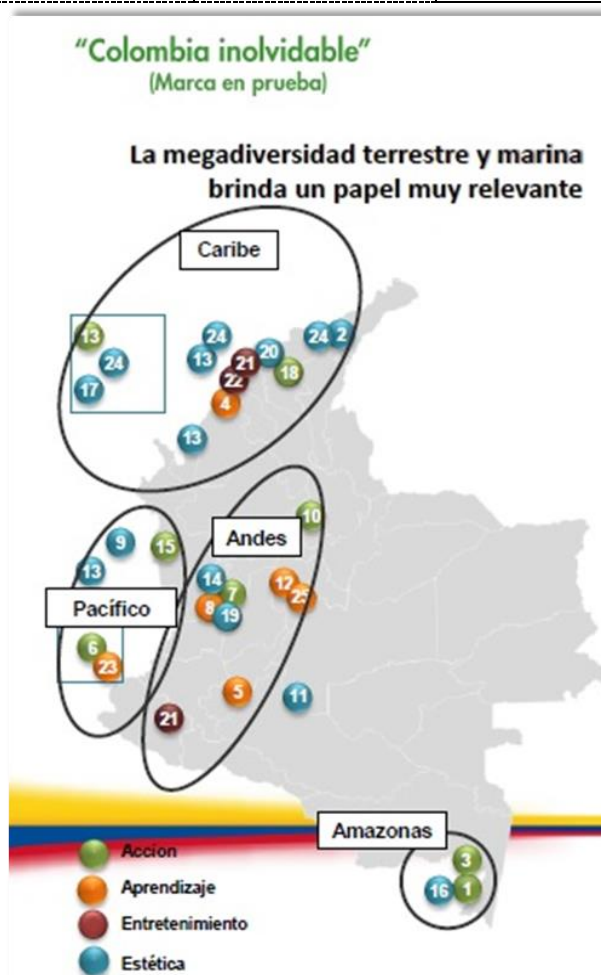 “Colombia inolvidable”
(Marca en prueba)
La megadiversidad terrestre y marina
brinda un papel muy relevante
Caribe
13
24
17
24
13
21
22
4
20
18
24
2
13
10
Andes
9
15
13
14
7
8
19
12
25
Pacífico
6
23
5
11
21
Amazonas
3
16
1
Accion
Aprendizaje
Entretenimiento
Estética